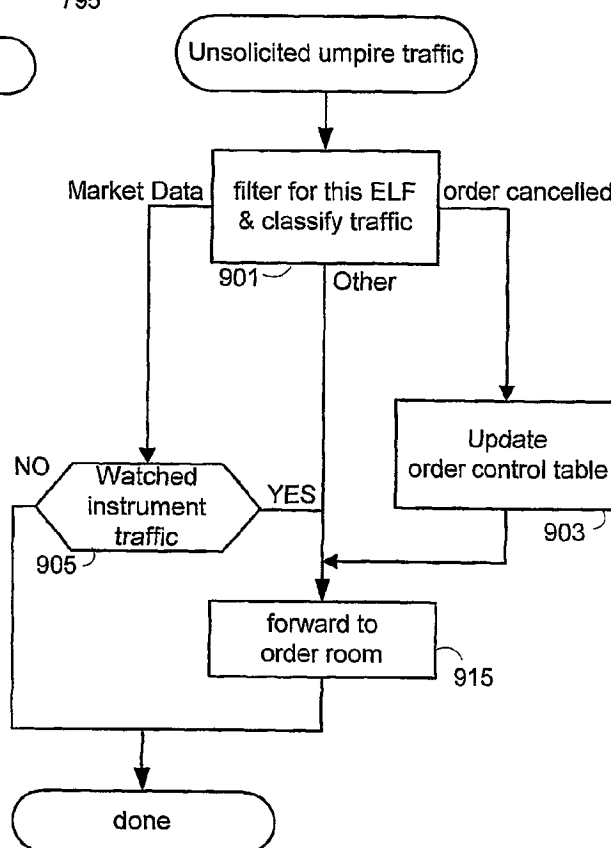 795
Unsolicited umpire traffic
Market Data
filter for this ELF
& classify traffic
order cancelled
901
Other
Update
order control table
903
NO
Watched
instrument
traffic
YES
905
forward to
order room
915
done